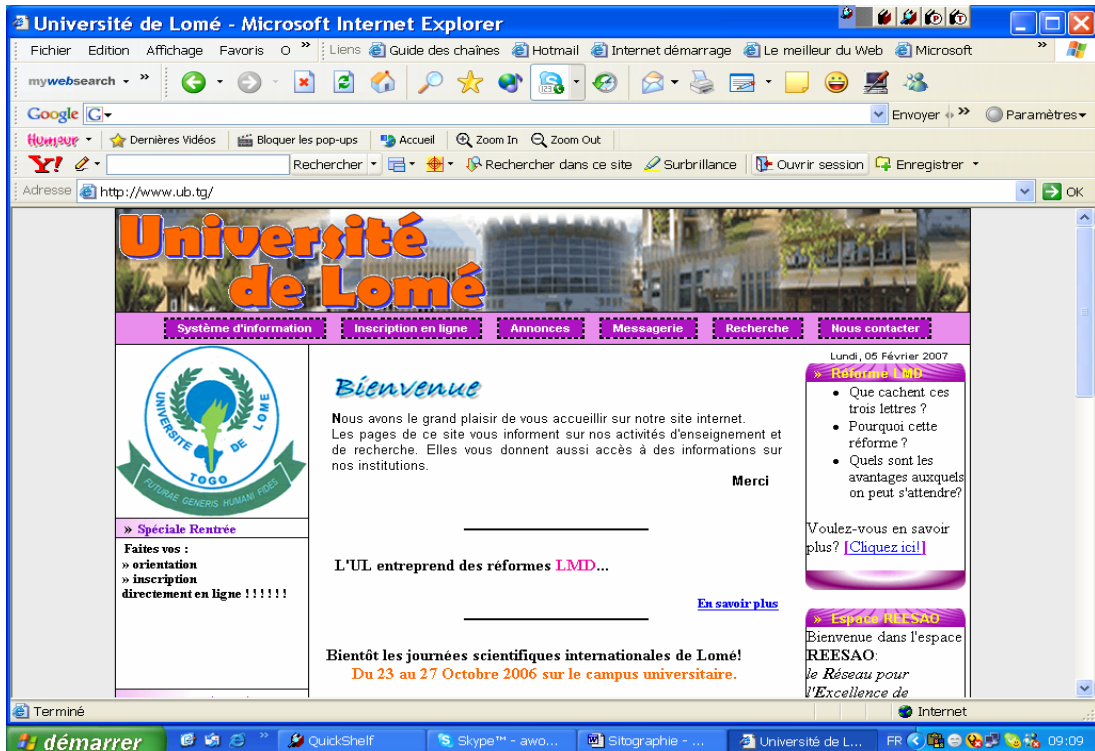 Université de Lomé - Microsoft Internet Explorer
Fichier Edition Affichage Favoris O » Liens Guide des chaînes Hotmail Internet démarrage Le meilleur du Web Microsoft »
mywebsearch »
Google G Envoyer » Paramètres
Humeur Dernières Vidéos Bloquer les pop-ups Accueil Zoom In Zoom Out
Y! Rechercher Rechercher dans ce site Surbrillance Ouvrir session Enregistrer
Adresse http://www.ub.tg/ OK
Université
de Lomé
Système d'information Inscription en ligne Annonces Messagerie Recherche Nous contacter
UNIVERSITE DE LOME
TOGO
FUTURAE GENERIS HUMANI FIDES
» Spéciale Rentrée
Faites vos :
» orientation
» inscription
directement en ligne !!!!!!
Bienvenue
Nous avons le grand plaisir de vous accueillir sur notre site internet.
Les pages de ce site vous informent sur nos activités d'enseignement et
de recherche. Elles vous donnent aussi accès à des informations sur
nos institutions.
Merci
L'UL entreprend des réformes LMD...
En savoir plus
Bientôt les journées scientifiques internationales de Lomé!
Du 23 au 27 Octobre 2006 sur le campus universitaire.
Lundi, 05 Février 2007
» Réforme LMD
• Que cachent ces
trois lettres ?
• Pourquoi cette
réforme ?
• Quels sont les
avantages auxquels
on peut s'attendre?
Voulez-vous en savoir
plus? [Cliquez ici!]
» Espace REESAO
Bienvenue dans l'espace
REESAO:
le Réseau pour
l'Excellence de
Terminé Internet
démarrer » QuickShelf Skype™ - awo... Sitographie - ... Université de L... FR 09:09